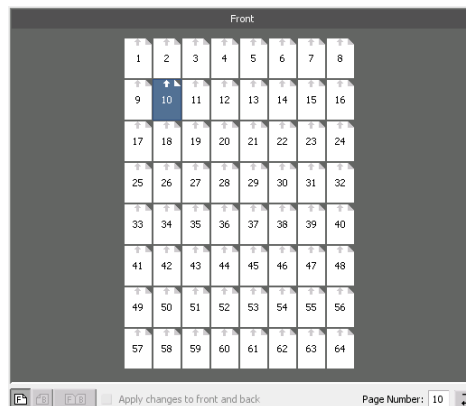 Front
1 2 3 4 5 6 7 8
9 10 11 12 13 14 15 16
17 18 19 20 21 22 23 24
25 26 27 28 29 30 31 32
33 34 35 36 37 38 39 40
41 42 43 44 45 46 47 48
49 50 51 52 53 54 55 56
57 58 59 60 61 62 63 64
F B F B Apply changes to front and back Page Number: 10